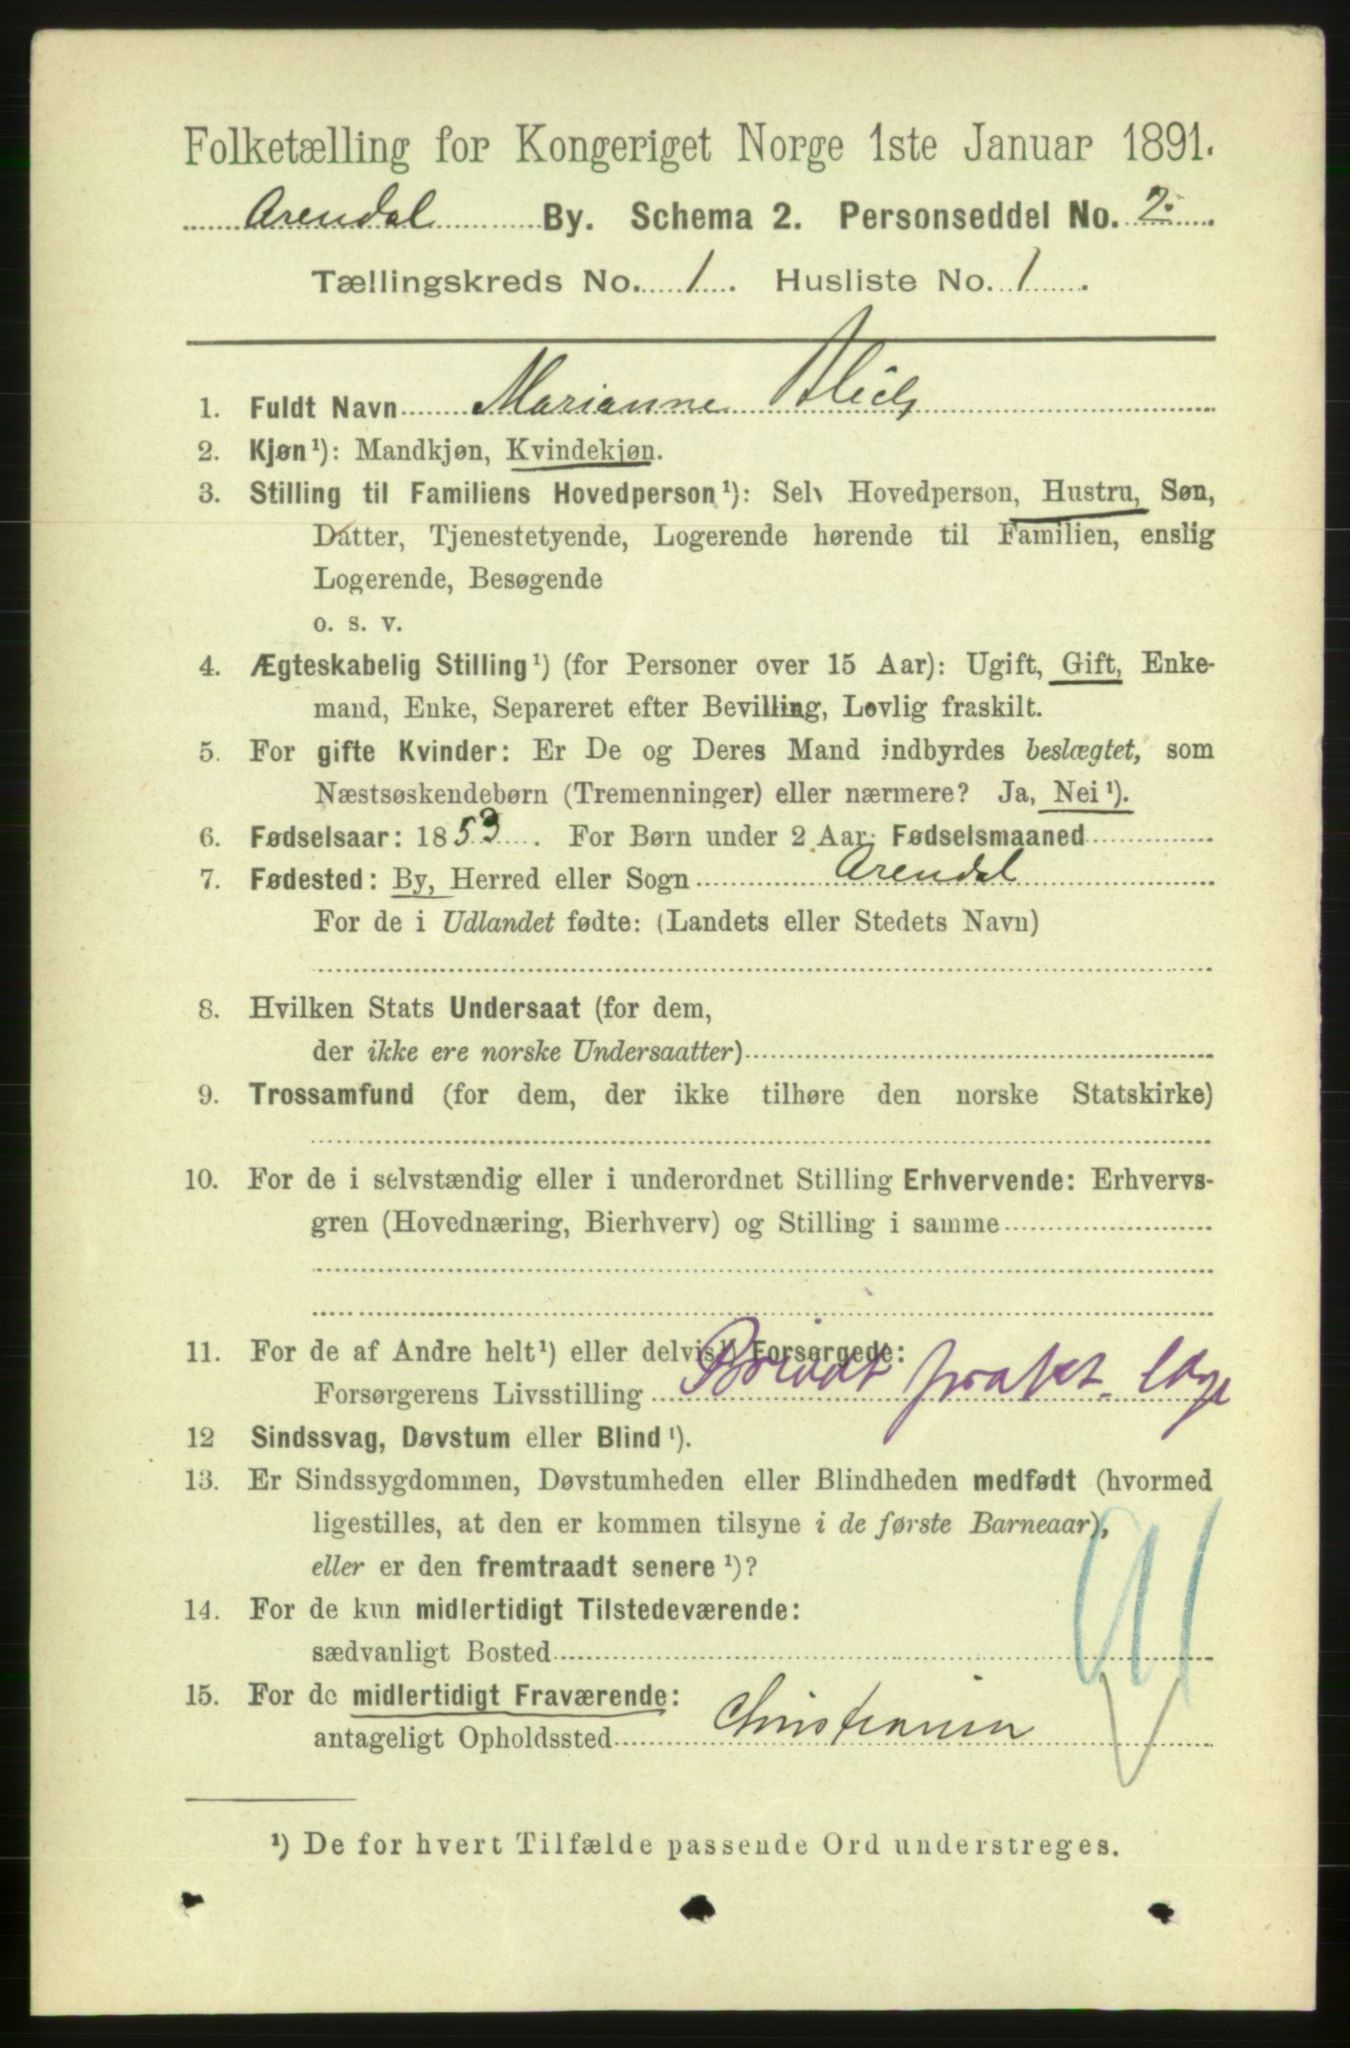 Folketælling for Kongeriget Norge 1ste Januar 1891.
Arendal By. Schema 2. Personseddel No. 2.
Tællingskreds No. 1. Husliste No. 1.
1. Fuldt Navn Marianne
2. Kjøn¹): Mandkjøn, Kvindekjøn.
3. Stilling til Familiens Hovedperson¹): Selv Hovedperson, Hustru, Søn,
Datter, Tjenestetyende, Logerende hørende til Familien, enslig
Logerende, Besøgende
o. s. v.
4. Ægteskabelig Stilling¹) (for Personer over 15 Aar): Ugift, Gift, Enke-
mand, Enke, Separeret efter Bevilling, Lovlig fraskilt.
5. For gifte Kvinder: Er De og Deres Mand indbyrdes beslægtet, som
Næstsøskendebørn (Tremenninger) eller nærmere? Ja, Nei¹).
6. Fødselsaar: 1853. For Børn under 2 Aar: Fødselsmaaned
7. Fødested: By, Herred eller Sogn Arendal
For de i Udlandet fødte: (Landets eller Stedets Navn)
8. Hvilken Stats Undersaat (for dem,
der ikke ere norske Undersaatter)
9. Trossamfund (for dem, der ikke tilhøre den norske Statskirke)
10. For de i selvstændig eller i underordnet Stilling Erhvervende: Erhvervs-
gren (Hovednæring, Bierhverv) og Stilling i samme
11. For de af Andre helt¹) eller delvis¹) Forsørgede:
Forsørgerens Livsstilling Privat prakt. læge
12 Sindssvag, Døvstum eller Blind¹).
13. Er Sindssygdommen, Døvstumheden eller Blindheden medfødt (hvormed
ligestilles, at den er kommen tilsyne i de første Barneaar),
eller er den fremtraadt senere¹)?
14. For de kun midlertidigt Tilstedeværende:
sædvanligt Bosted
15. For de midlertidigt Fraværende:
antageligt Opholdssted Christiania
¹) De for hvert Tilfælde passende Ord understreges.